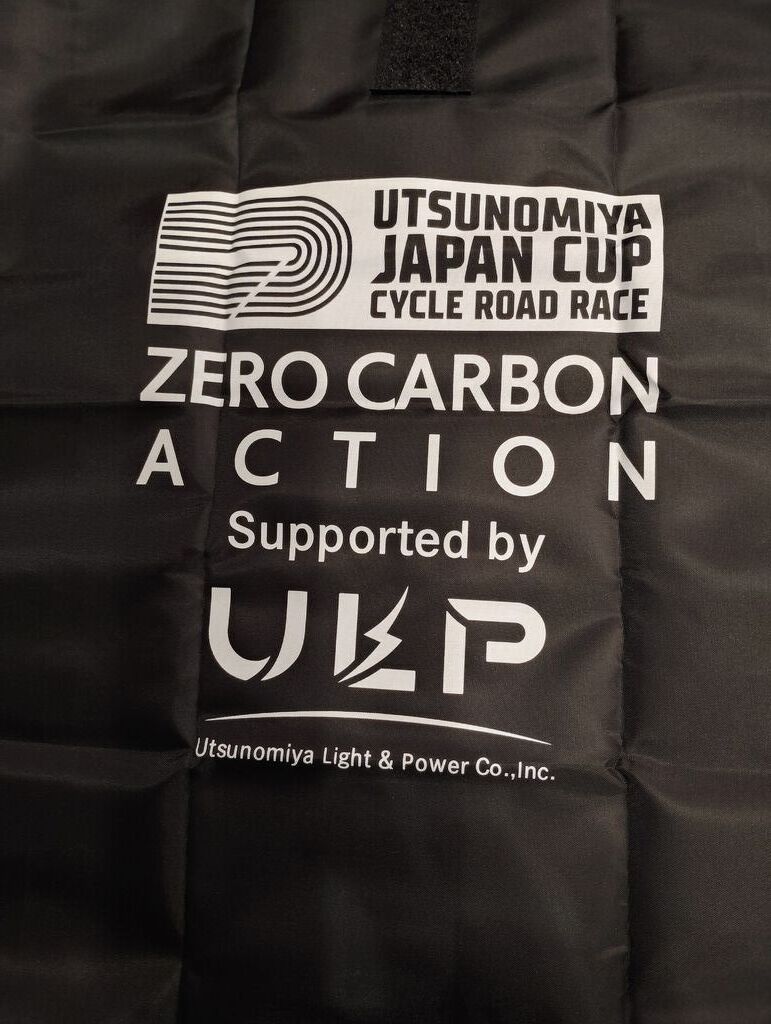 UTSUNOMIYA
JAPAN CUP
CYCLE ROAD RACE
ZERO CARBON
ACTION
Supported by
ULP
Utsunomiya Light & Power Co.,Inc.